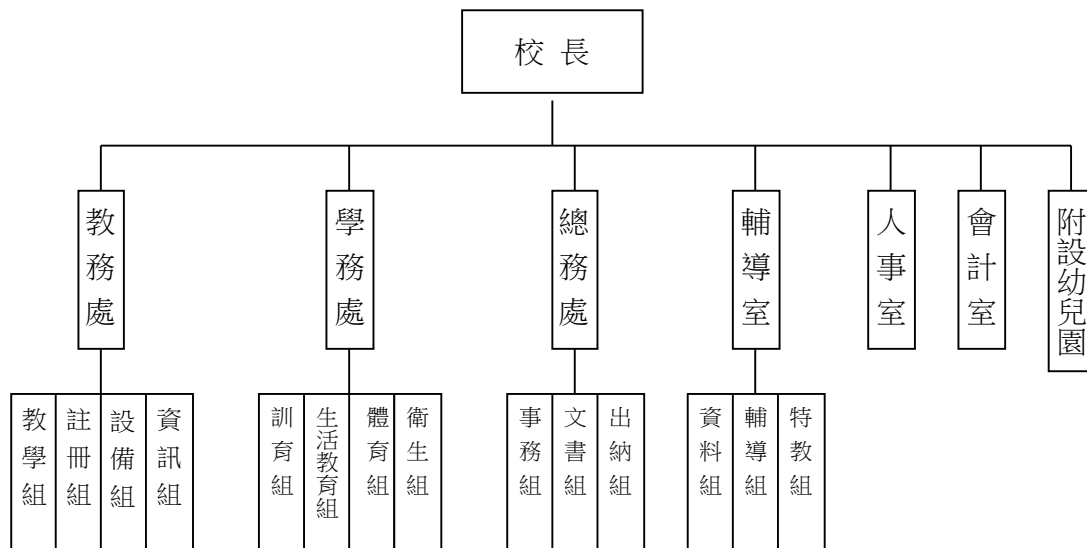 校 長
教務處
學務處
總務處
輔導室
人事室
會計室
附設幼兒園
教學組
註冊組
設備組
資訊組
訓育組
生活教育組
體育組
衛生組
事務組
文書組
出納組
資料組
輔導組
特教組